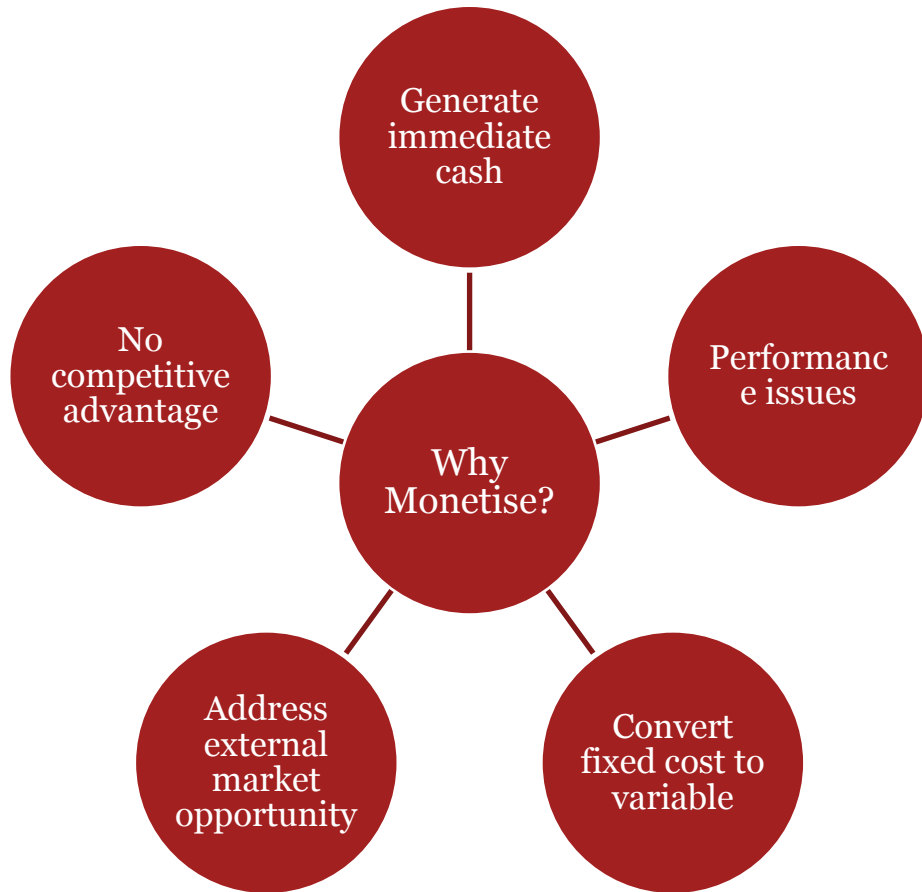 Generate
immediate
cash
No
competitive
advantage
Performanc
e issues
Why
Monetise?
Address
external
market
opportunity
Convert
fixed cost to
variable